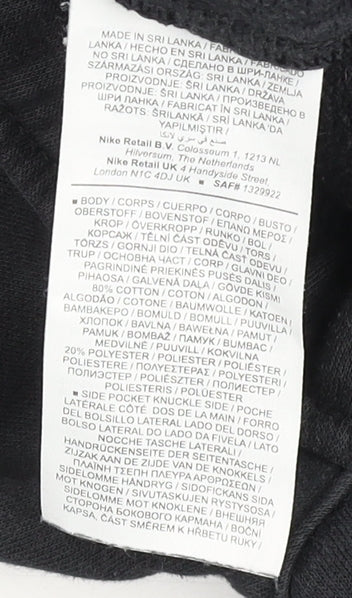 MADE IN SRI LANKA / FABRICADO
LANKA / HECHO EN SRI LANKA / FABRICADO
NO SRI LANKA / СДЕЛАНО В ШРИ-ЛАНКЕ /
SZÁRMAZÁSI ORSZÁG: SRI LANKA / ZEMLJA
PROIZVODNJE: ŠRI LANKA / DRŽAVA
PROIZVODNJE: ŠRI LANKA / ПРОИЗВЕДЕНО В
ШРИ ЛАНКА / FABRICAT ÎN SRI LANKA /
RAŽOTS: ŠRILANKĀ / SRI LANKA'DA
YAPILMIŞTIR /
صنع في سري لانكا
Nike Retail B.V. Colosseum 1, 1213 NL
Hilversum, The Netherlands
Nike Retail UK 4 Handyside Street,
London N1C 4DJ UK ■ SAF# 1329922
■ BODY / CORPS / CUERPO / CORPO / BUSTO /
OBERSTOFF / BOVENSTOF / ΕΠΑΝΩ ΜΕΡΟΣ /
KROP / ÖVERKROPP / RUNKO / BOL /
КОРСАЖ / TĚLNÍ ČÁST ODĚVU / TORS /
TÖRZS / GORNJI DIO / TELNÁ ČASŤ ODEVU /
TRUP / ОСНОВНА ЧАСТ / CORP / GLAVNI DEO /
PAGRINDINĖ PRIEKINĖS PUSĖS DALIS /
PIHAOSA / GALVENĀ DAĻA / GÖVDE KISMI
80% COTTON / COTON / ALGODON /
ALGODÃO / COTONE / BAUMWOLLE / KATOEN /
ΒΑΜΒΑΚΕΡΟ / BOMULD / BOMULL / PUUVILLA /
ХЛОПОК / BAVLNA / BAWEŁNA / PAMUT /
PAMUK / BOMBAŽ / ПАМУК / BUMBAC /
MEDVILNĖ / PUUVILL / KOKVILNA
20% POLYESTER / POLIESTER / POLIÉSTER /
POLIESTERE / ΠΟΛΥΕΣΤΕΡΑΣ / POLYESTERI /
ПОЛИЭСТЕР / POLIÉSZTER / ПОЛИЕСТЕР /
POLIESTERIS / POLÜESTER
■ SIDE POCKET KNUCKLE SIDE / POCHE
LATÉRALE CÔTÉ DOS DE LA MAIN / FORRO
DEL BOLSILLO LATERAL LADO DEL DORSO /
BOLSO LATERAL DO LADO DA FIVELA / LATO
NOCCHE TASCHE LATERALI /
HANDRÜCKENSEITE DER SEITENTASCHE /
ZIJZAK AAN DE ZIJDE VAN DE KNOKKELS /
ΠΛΑΪΝΗ ΤΣΕΠΗ ΠΛΕΥΡΑ ΑΡΘΡΩΣΕΩΝ /
SIDELOMME HÅNDRYG / SIDOFICKANS SIDA
MOT KNOGEN / SIVUTASKUJEN RYSTYSOSA /
SIDELOMME MOT KNOKLENE / ВНЕШНЯЯ
СТОРОНА БОКОВОГО КАРМАНА / BOČNÍ
KAPSA, ČÁST SMĚREM K HŘBETU RUKY /